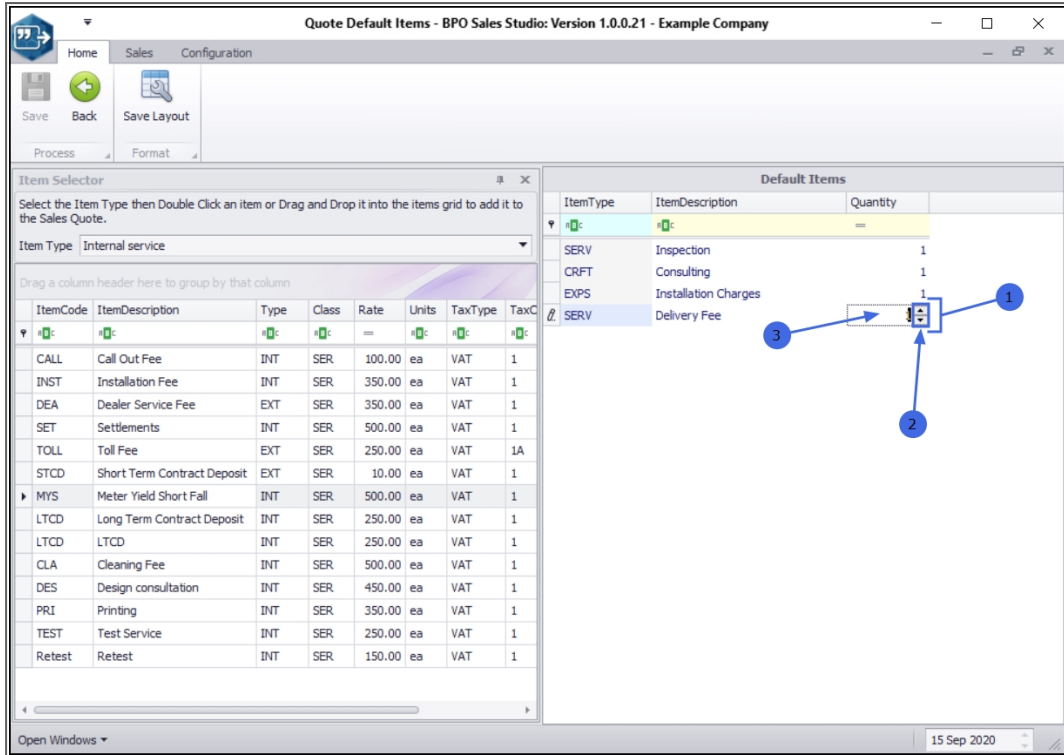 Quote Default Items - BPO Sales Studio: Version 1.0.0.21 - Example Company
Home Sales Configuration
Save Back Save Layout
Process Format
Item Selector
Select the Item Type then Double Click an item or Drag and Drop it into the items grid to add it to
the Sales Quote.
Item Type Internal service
Drag a column header here to group by that column
ItemCode ItemDescription Type Class Rate Units TaxType TaxC
CALL Call Out Fee INT SER 100.00 ea VAT 1
INST Installation Fee INT SER 350.00 ea VAT 1
DEA Dealer Service Fee EXT SER 350.00 ea VAT 1
SET Settlements INT SER 500.00 ea VAT 1
TOLL Toll Fee EXT SER 250.00 ea VAT 1A
STCD Short Term Contract Deposit EXT SER 10.00 ea VAT 1
MYS Meter Yield Short Fall INT SER 500.00 ea VAT 1
LTCD Long Term Contract Deposit INT SER 250.00 ea VAT 1
LTCD LTCD INT SER 250.00 ea VAT 1
CLA Cleaning Fee INT SER 500.00 ea VAT 1
DES Design consultation INT SER 450.00 ea VAT 1
PRI Printing INT SER 350.00 ea VAT 1
TEST Test Service INT SER 250.00 ea VAT 1
Retest Retest INT SER 150.00 ea VAT 1
Default Items
ItemType ItemDescription Quantity
SERV Inspection 1
CRFT Consulting 1
EXPS Installation Charges 1
SERV Delivery Fee
1
3
2
Open Windows
15 Sep 2020